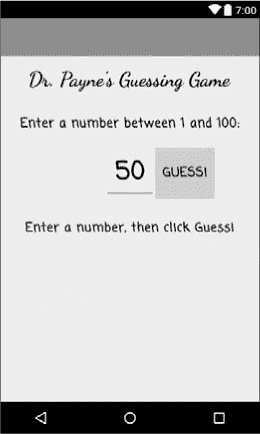 7:00
Dr. Payne's Guessing Game
Enter a number between 1 and 100:
50 GUESS!
Enter a number, then click Guess!